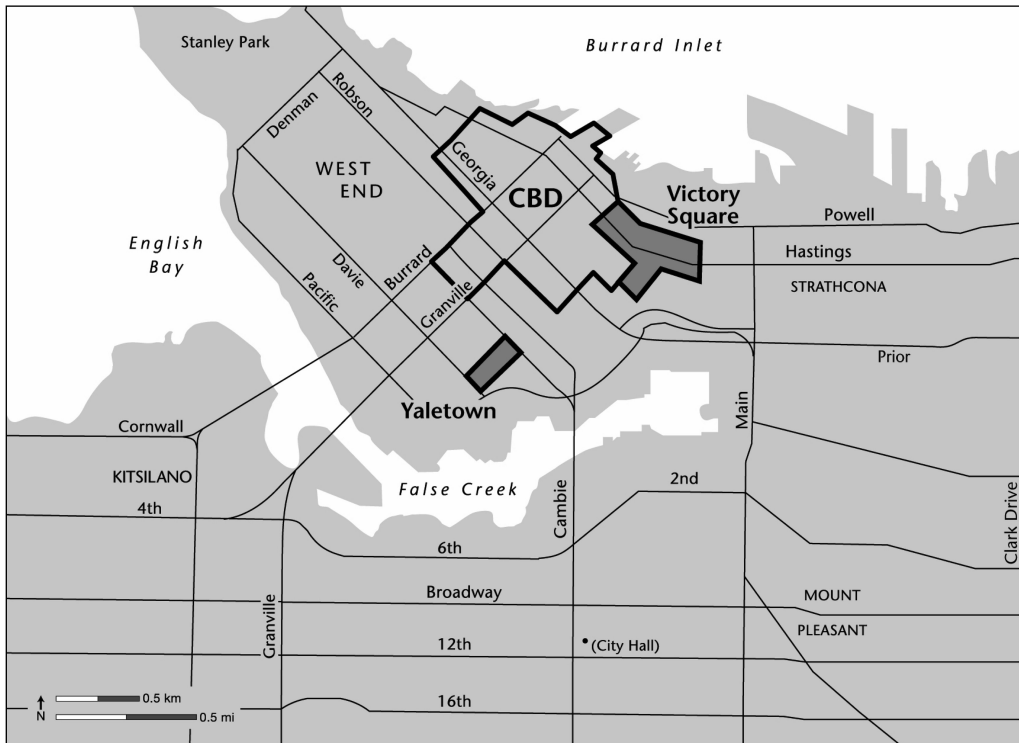 Burrard Inlet
Stanley Park
Robson
Denman
Georgia
WEST
END
CBD
Victory
Square
Powell
English
Bay
Hastings
Davie
Burrard
STRATHCONA
Pacific
Granville
Prior
Yaletown
Main
Cornwall
KITSILANO
False Creek
2nd
4th
Cambie
Clark Drive
6th
Broadway
MOUNT
Granville
PLEASANT
12th
(City Hall)
0.5 km
N
0.5 mi
16th